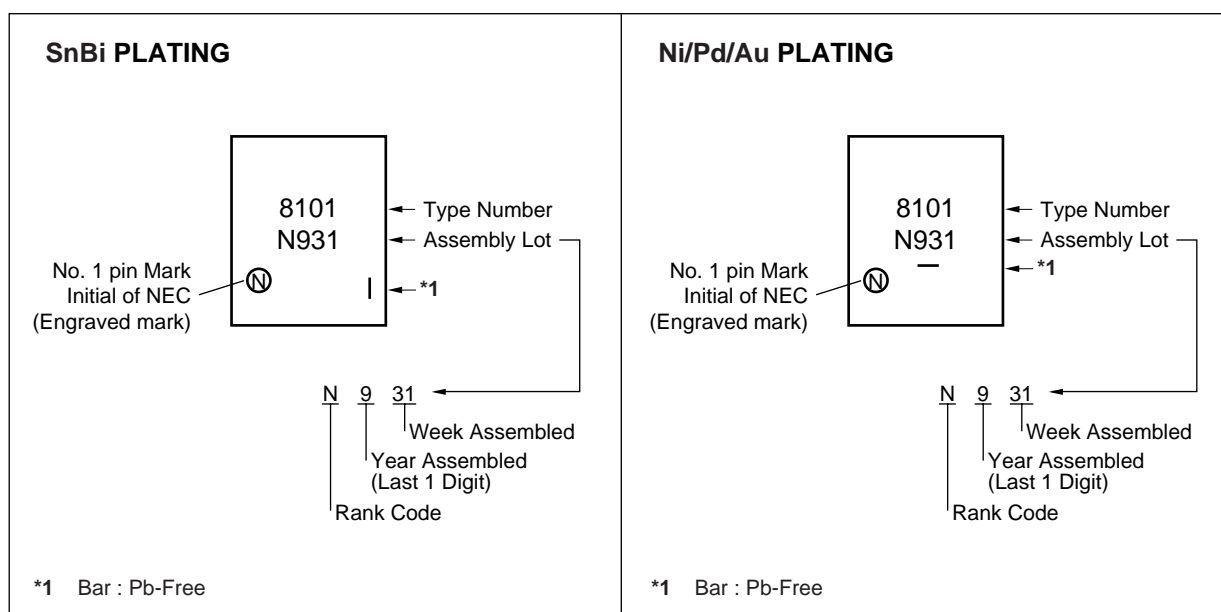 SnBi PLATING
8101
N931
Type Number
Assembly Lot
No. 1 pin Mark
Initial of NEC
(Engraved mark)
N
*1
N 9 31
Week Assembled
Year Assembled
(Last 1 Digit)
Rank Code
*1 Bar : Pb-Free
Ni/Pd/Au PLATING
8101
N931
Type Number
Assembly Lot
*1
No. 1 pin Mark
Initial of NEC
(Engraved mark)
N
N 9 31
Week Assembled
Year Assembled
(Last 1 Digit)
Rank Code
*1 Bar : Pb-Free